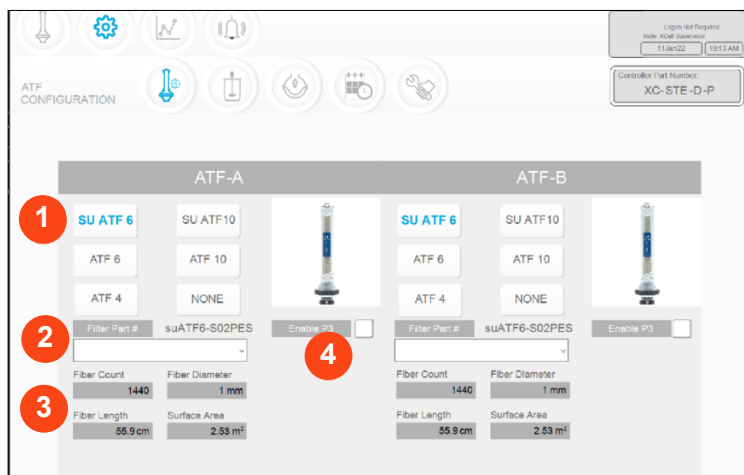 Logon Not Required
Role: XCell Supervisor
11Jan22 10:13 AM
ATF
CONFIGURATION
Controller Part Number:
XC-STE-D-P
ATF-A ATF-B
1
SU ATF 6 SU ATF10 SU ATF 6 SU ATF10
ATF 6 ATF 10 ATF 6 ATF 10
ATF 4 NONE ATF 4 NONE
2
Filter Part # suATF6-S02PES Enable P3 Filter Part # suATF6-S02PES Enable P3
4
Fiber Count Fiber Diameter Fiber Count Fiber Diameter
1440 1 mm 1440 1 mm
3
Fiber Length Surface Area Fiber Length Surface Area
55.9 cm 2.53 m² 55.9 cm 2.53 m²